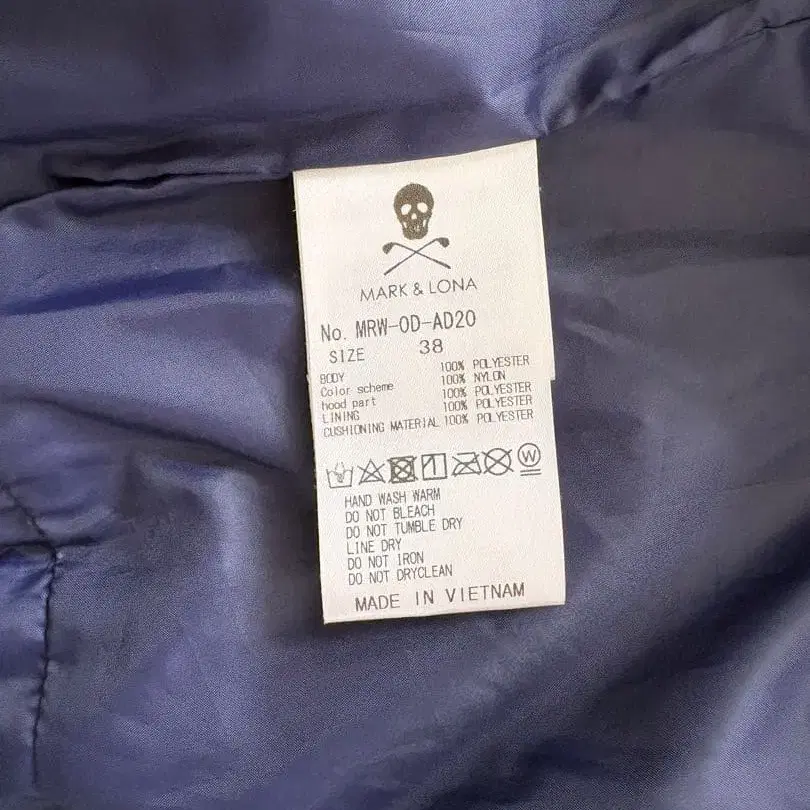 MARK & LONA
No. MRW-OD-AD20
SIZE 38
BODY 100% POLYESTER
Color scheme 100% NYLON
hood part 100% POLYESTER
LINING 100% POLYESTER
CUSHIONING MATERIAL 100% POLYESTER
W
HAND WASH WARM
DO NOT BLEACH
DO NOT TUMBLE DRY
LINE DRY
DO NOT IRON
DO NOT DRYCLEAN
MADE IN VIETNAM